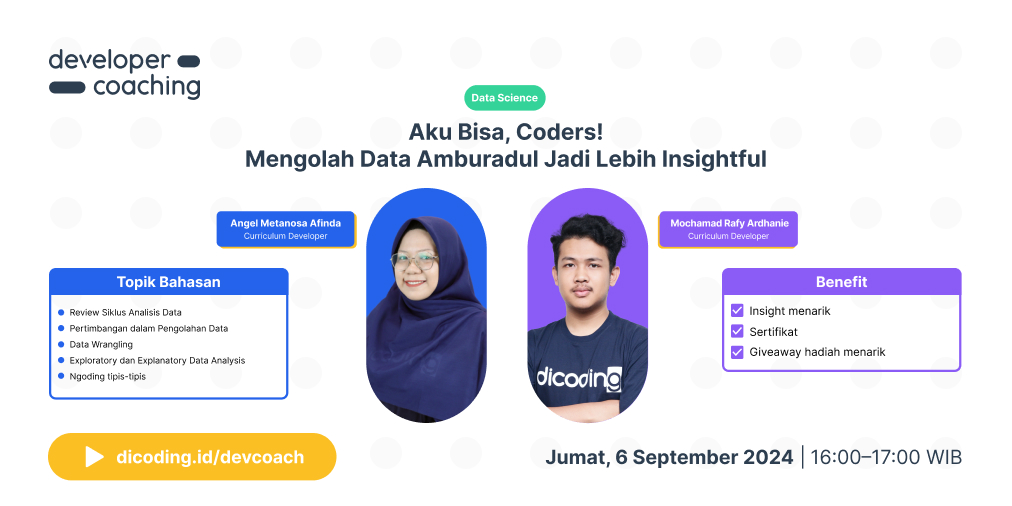 developer
coaching
Data Science
Aku Bisa, Coders!
Mengolah Data Amburadul Jadi Lebih Insightful
Angel Metanosa Afinda
Curriculum Developer
Mochamad Rafy Ardhanie
Curriculum Developer
Topik Bahasan
Review Siklus Analisis Data
Pertimbangan dalam Pengolahan Data
Data Wrangling
Exploratory dan Explanatory Data Analysis
Ngoding tipis-tipis
dicoding
Benefit
Insight menarik
Sertifikat
Giveaway hadiah menarik
dicoding.id/devcoach
Jumat, 6 September 2024 | 16:00–17:00 WIB